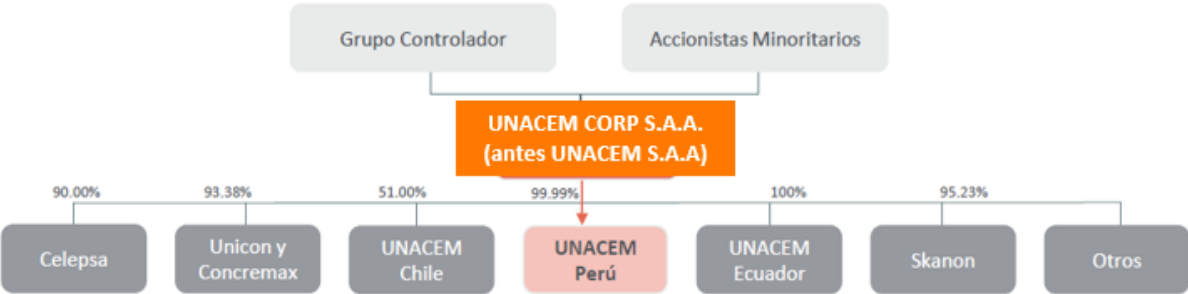 Grupo Controlador
Accionistas Minoritarios
UNACEM CORP S.A.A.
(antes UNACEM S.A.A)
90.00%
93.38%
51.00%
99.99%
100%
95.23%
Celepsa
Unicon y
Concremax
UNACEM
Chile
UNACEM
Perú
UNACEM
Ecuador
Skanon
Otros